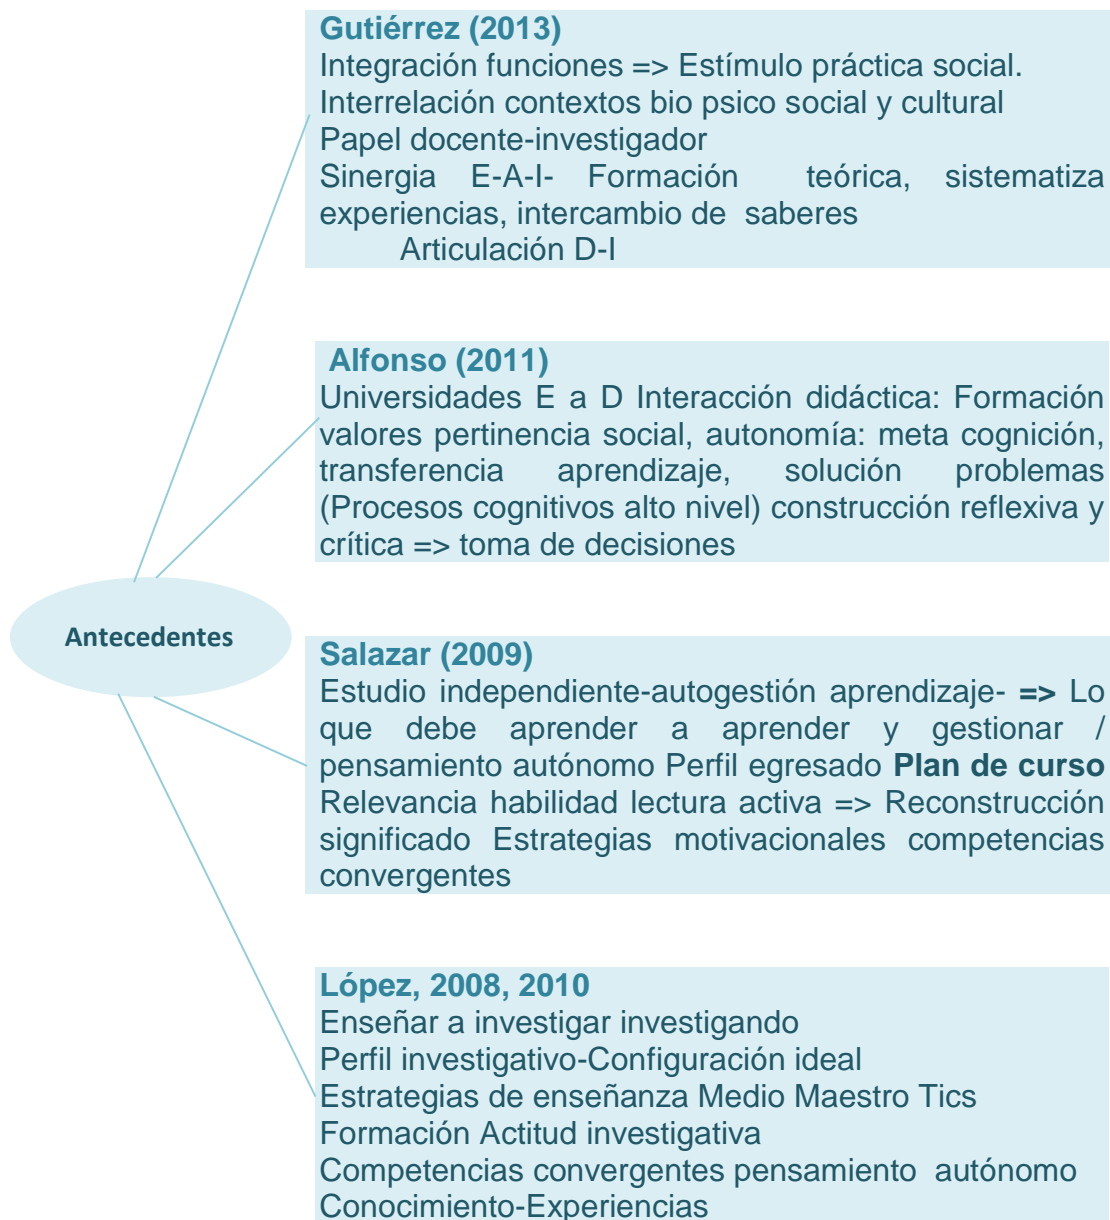 Gutiérrez (2013)
Integración funciones => Estímulo práctica social.
Interrelación contextos bio psico social y cultural
Papel docente-investigador
Sinergia E-A-I- Formación teórica, sistematiza
experiencias, intercambio de saberes
Articulación D-I
Alfonso (2011)
Universidades E a D Interacción didáctica: Formación
valores pertinencia social, autonomía: meta cognición,
transferencia aprendizaje, solución problemas
(Procesos cognitivos alto nivel) construcción reflexiva y
crítica => toma de decisiones
Antecedentes
Salazar (2009)
Estudio independiente-autogestión aprendizaje- => Lo
que debe aprender a aprender y gestionar /
pensamiento autónomo Perfil egresado Plan de curso
Relevancia habilidad lectura activa => Reconstrucción
significado Estrategias motivacionales competencias
convergentes
López, 2008, 2010
Enseñar a investigar investigando
Perfil investigativo-Configuración ideal
Estrategias de enseñanza Medio Maestro Tics
Formación Actitud investigativa
Competencias convergentes pensamiento autónomo
Conocimiento-Experiencias